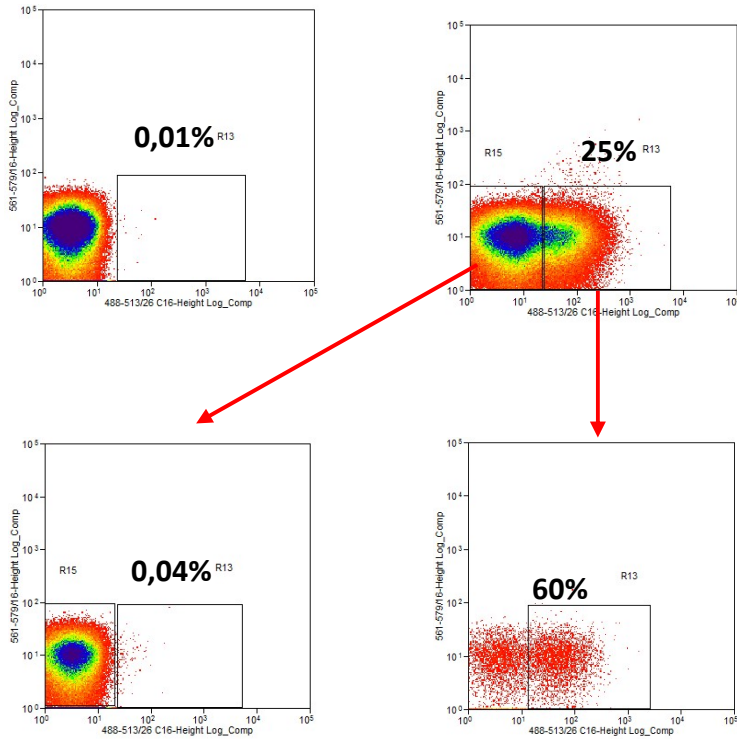 10⁵
10⁴
10³
10²
10¹
10⁰
561-579/16-Height Log_Comp
0,01% R13
10⁰ 10¹ 10² 10³ 10⁴ 10⁵
488-513/26 C16-Height Log_Comp
10⁵
10⁴
10³
10²
10¹
10⁰
561-579/16-Height Log_Comp
R15 25% R13
10⁰ 10¹ 10² 10³ 10⁴ 10⁵
488-513/26 C16-Height Log_Comp
10⁵
10⁴
10³
10²
10¹
10⁰
561-579/16-Height Log_Comp
R15 0,04% R13
10⁰ 10¹ 10² 10³ 10⁴ 10⁵
488-513/26 C16-Height Log_Comp
10⁵
10⁴
10³
10²
10¹
10⁰
561-579/16-Height Log_Comp
R13
60%
10⁰ 10¹ 10² 10³ 10⁴ 10⁵
488-513/26 C16-Height Log_Comp